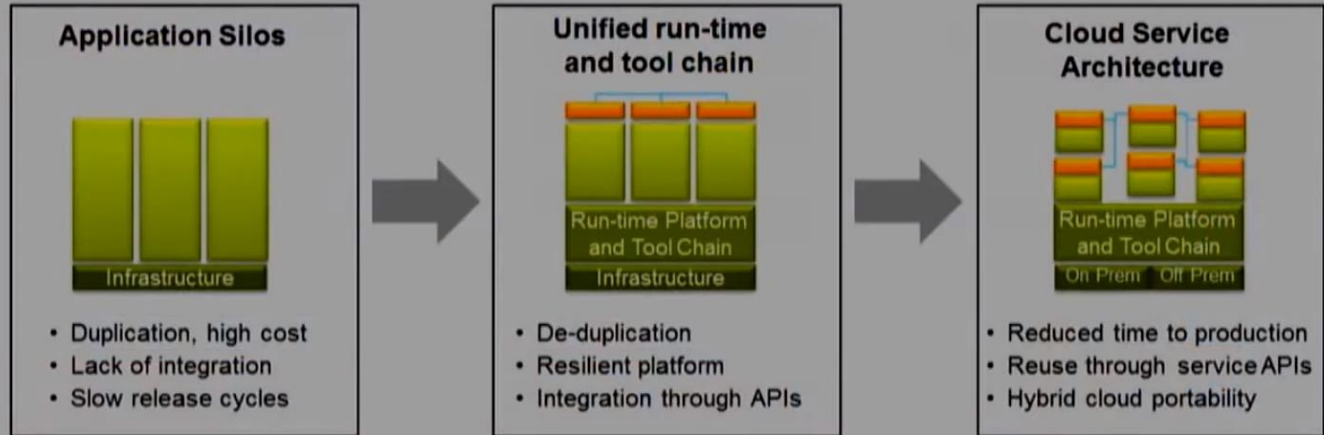 Application Silos
Infrastructure
• Duplication, high cost
• Lack of integration
• Slow release cycles
Unified run-time
and tool chain
Run-time Platform
and Tool Chain
Infrastructure
• De-duplication
• Resilient platform
• Integration through APIs
Cloud Service
Architecture
Run-time Platform
and Tool Chain
On Prem Off Prem
• Reduced time to production
• Reuse through service APIs
• Hybrid cloud portability